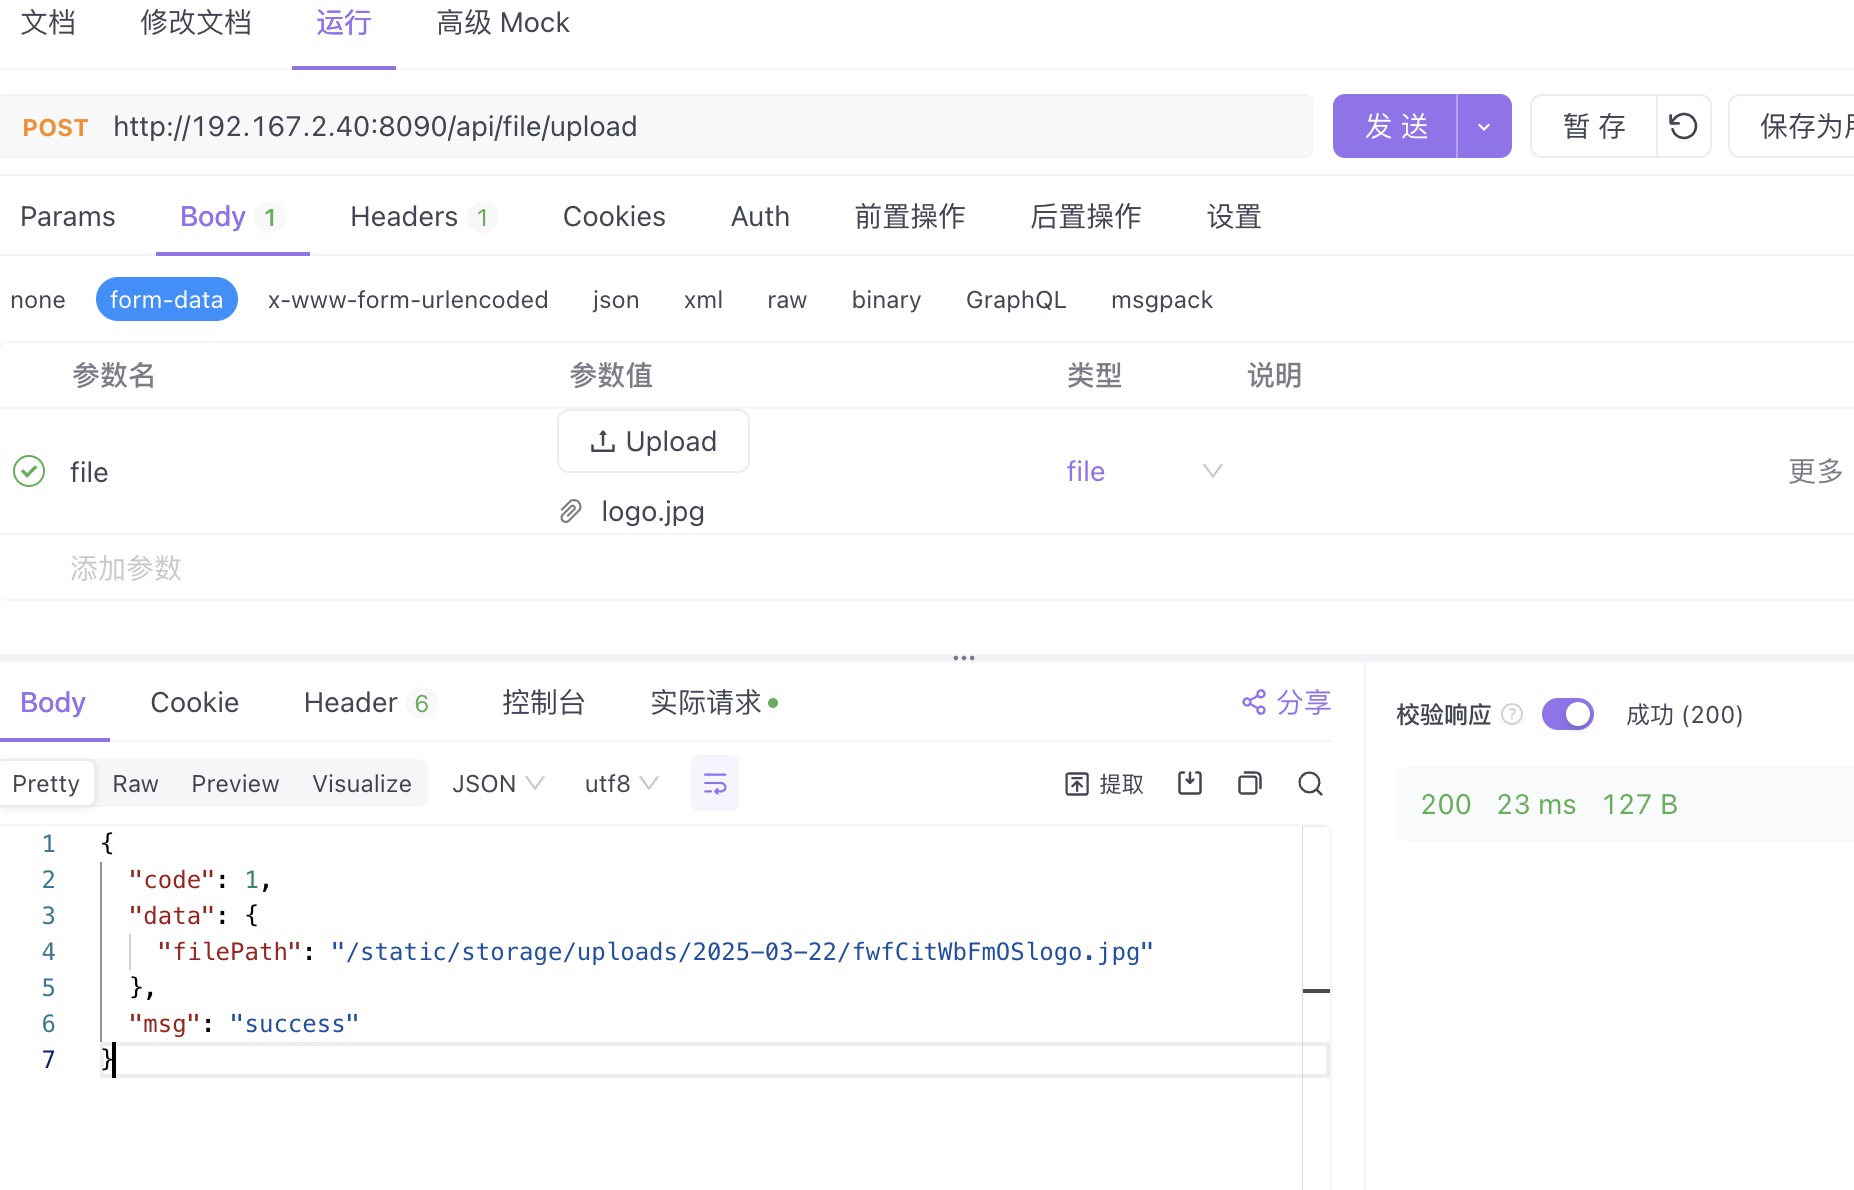 文档 修改文档 运行 高级 Mock
POST http://192.167.2.40:8090/api/file/upload 发 送 暂 存 保存为用
Params Body 1 Headers 1 Cookies Auth 前置操作 后置操作 设置
none form-data x-www-form-urlencoded json xml raw binary GraphQL msgpack
参数名 参数值 类型 说明
Upload
file file 更多
logo.jpg
添加参数
Body Cookie Header 6 控制台 实际请求 分享
校验响应 ? 成功 (200)
Pretty Raw Preview Visualize JSON utf8 提取
200 23 ms 127 B
1 {
2 "code": 1,
3 "data": {
4 "filePath": "/static/storage/uploads/2025-03-22/fwfCitWbFmOSlogo.jpg"
5 },
6 "msg": "success"
7 }